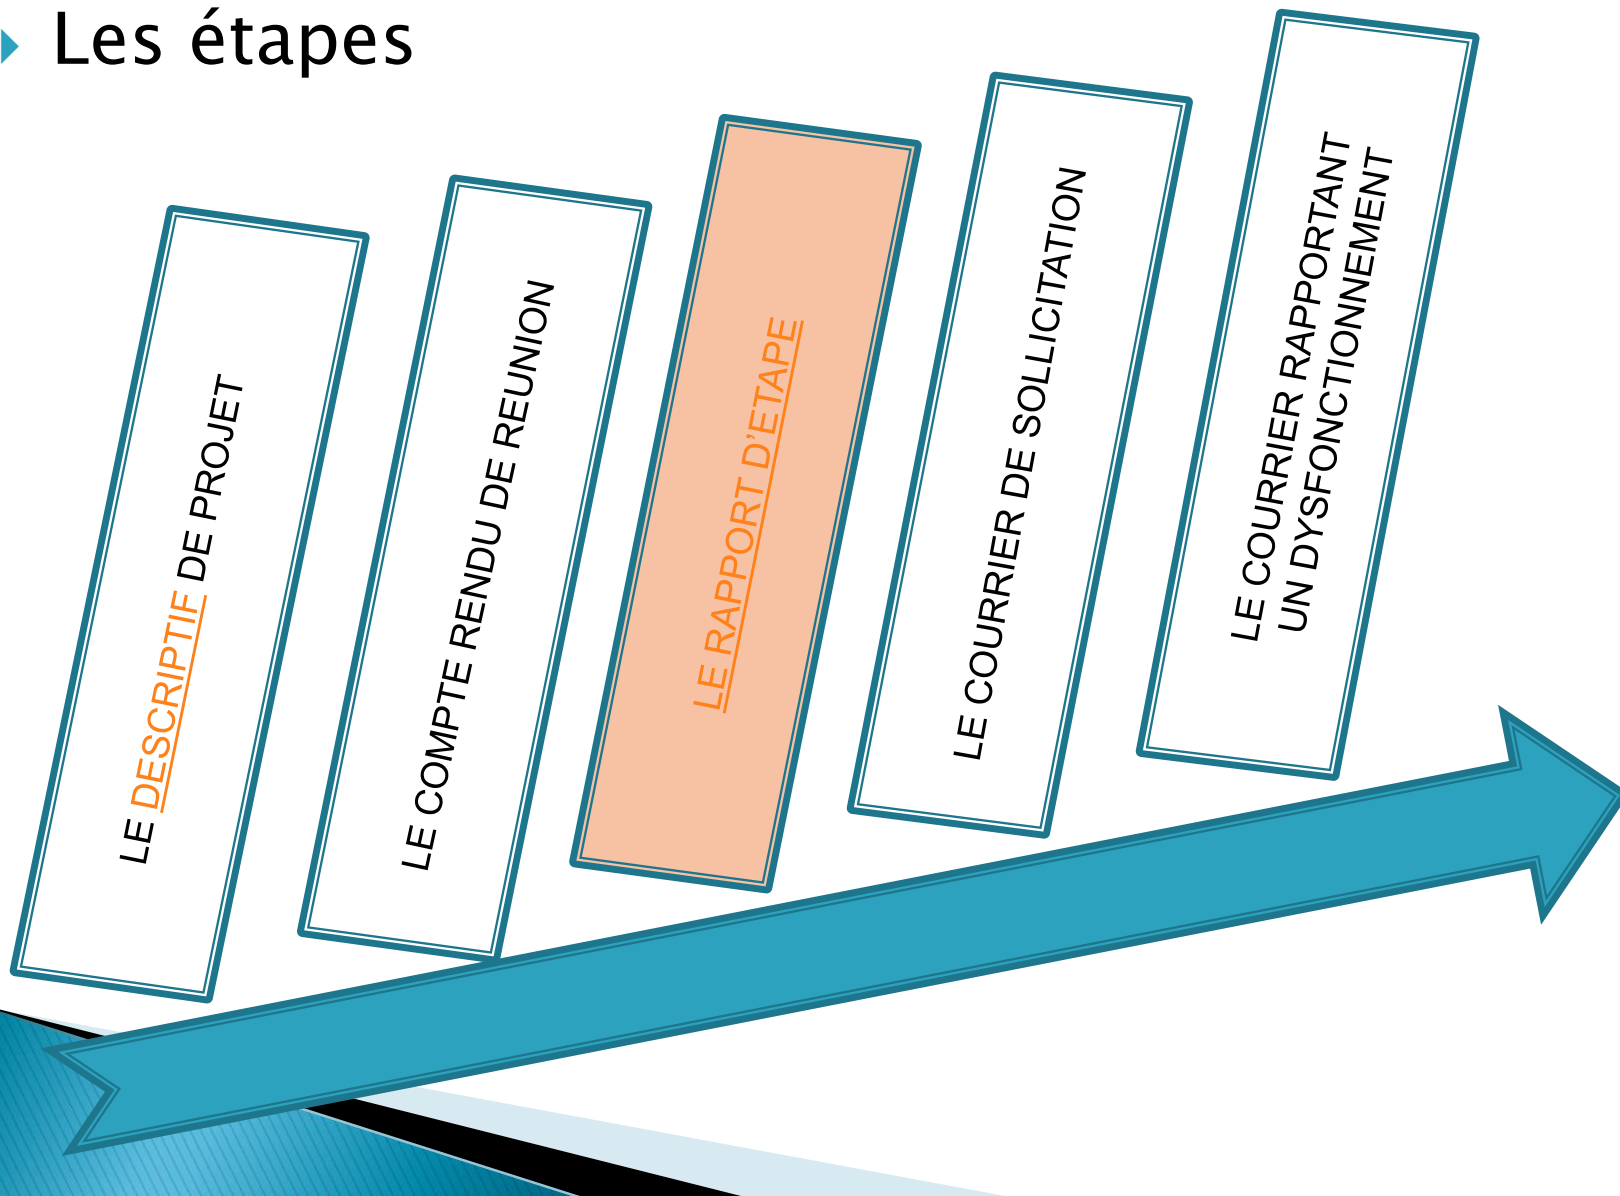 Les étapes
LE DESCRIPTIF DE PROJET
LE COMPTE RENDU DE REUNION
LE RAPPORT D’ETAPE
LE COURRIER DE SOLLICITATION
LE COURRIER RAPPORTANT
UN DYSFONCTIONNEMENT